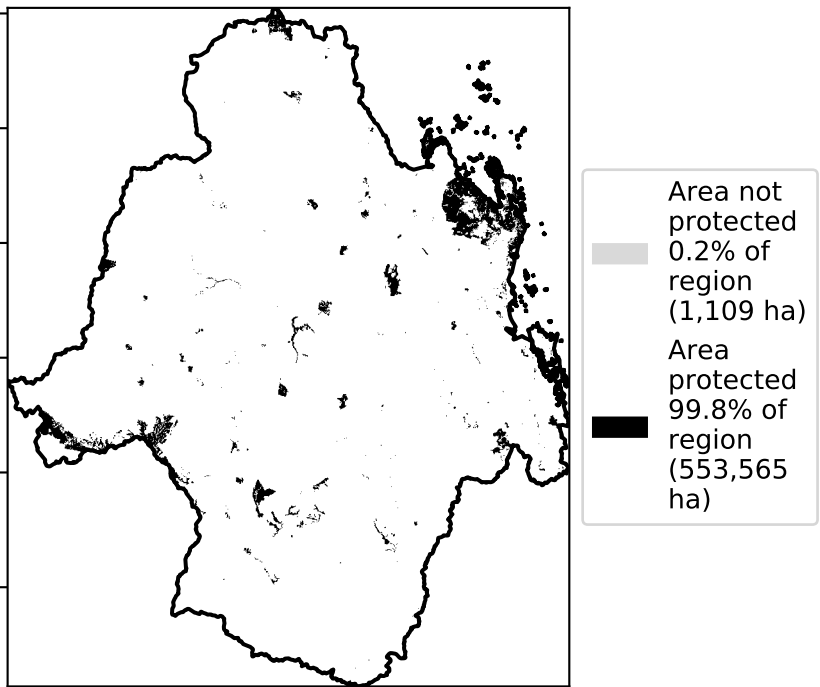 Area not
protected
0.2% of
region
(1,109 ha)
Area
protected
99.8% of
region
(553,565
ha)